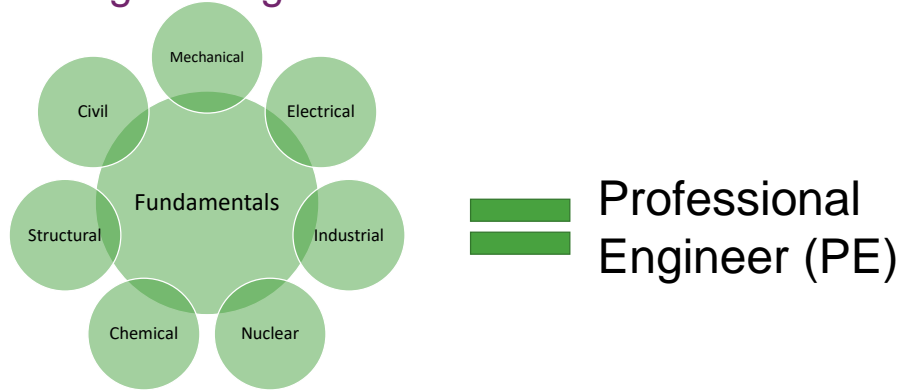 Mechanical
Civil
Electrical
Fundamentals
Structural
Industrial
Chemical
Nuclear
Professional
Engineer (PE)